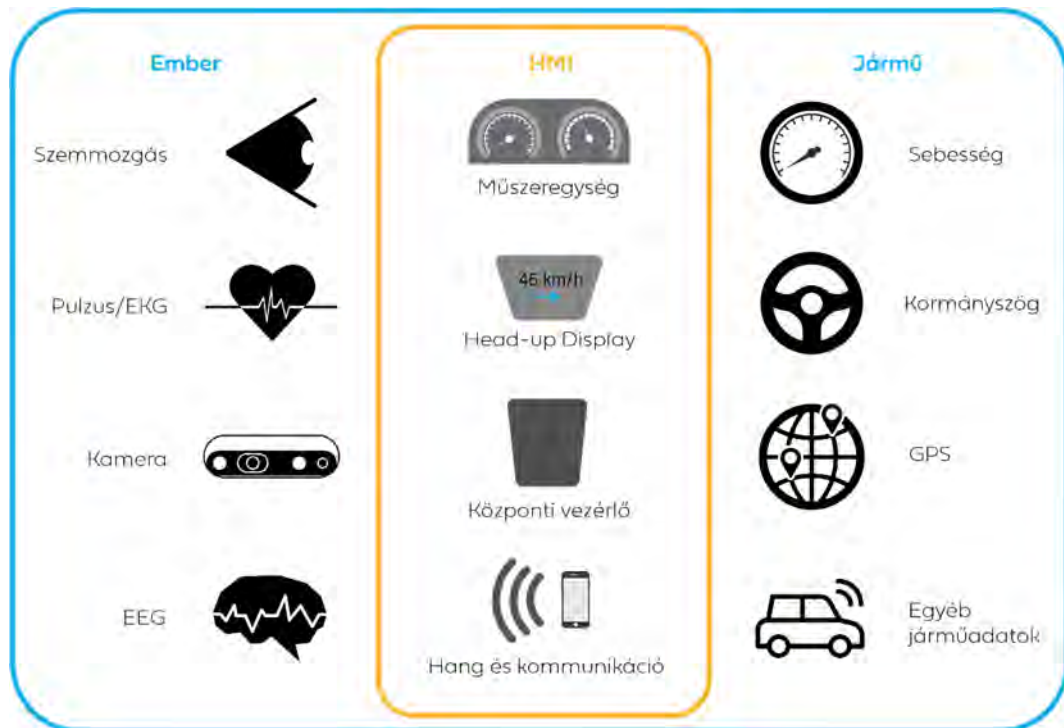 Ember
Szemmozgás
Pulzus/EKG
Kamera
EEG
HMI
Műszeregység
46 km/h
Head-up Display
Központi vezérlő
Hang és kommunikáció
Jármű
Sebesség
Kormányszög
GPS
Egyéb
járműadatok